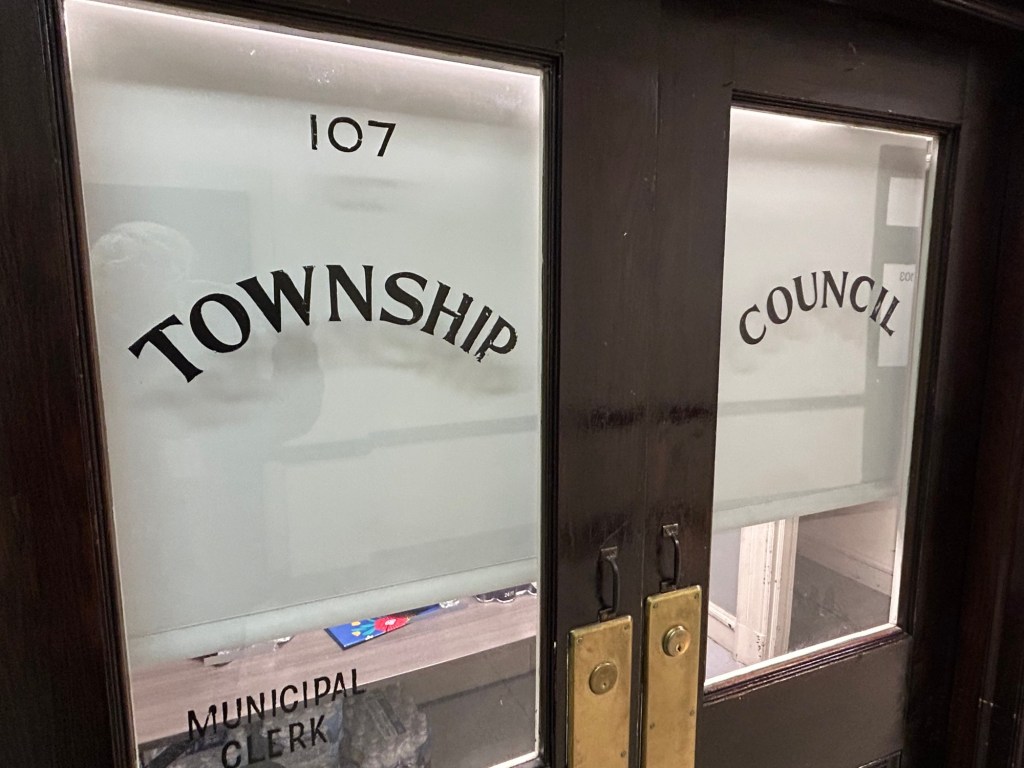 107
TOWNSHIP
COUNCIL
MUNICIPAL
CLERK